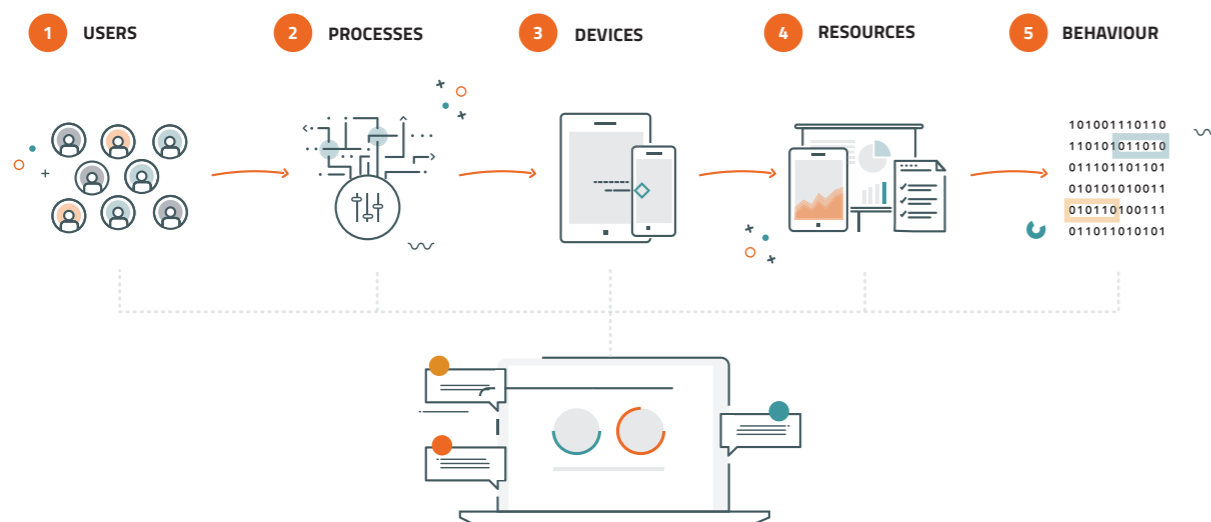 1 USERS
2 PROCESSES
3 DEVICES
4 RESOURCES
5 BEHAVIOUR
101001110110
110101011010
011101101101
010101010011
010110100111
011011010101